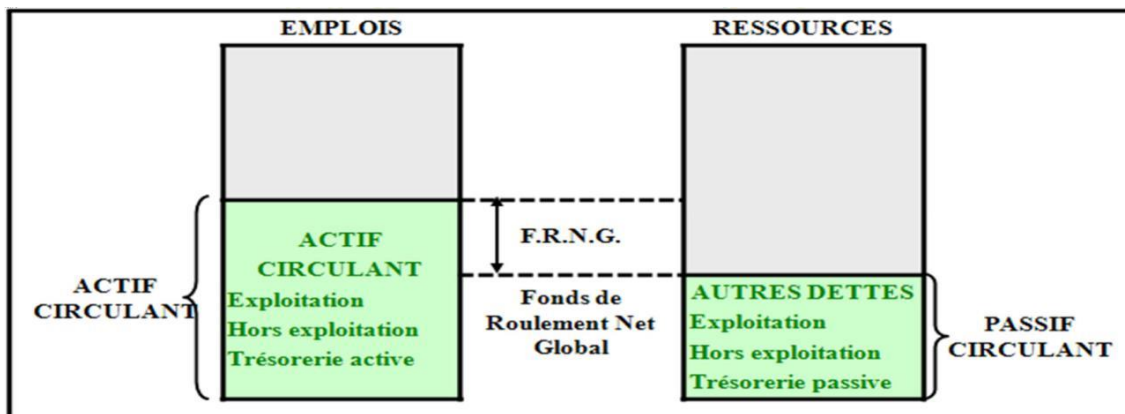 EMPLOIS
RESSOURCES
ACTIF
CIRCULANT
ACTIF
CIRCULANT
Exploitation
Hors exploitation
Trésorerie active
F.R.N.G.
Fonds de
Roulement Net
Global
AUTRES DETTES
Exploitation
Hors exploitation
Trésorerie passive
PASSIF
CIRCULANT